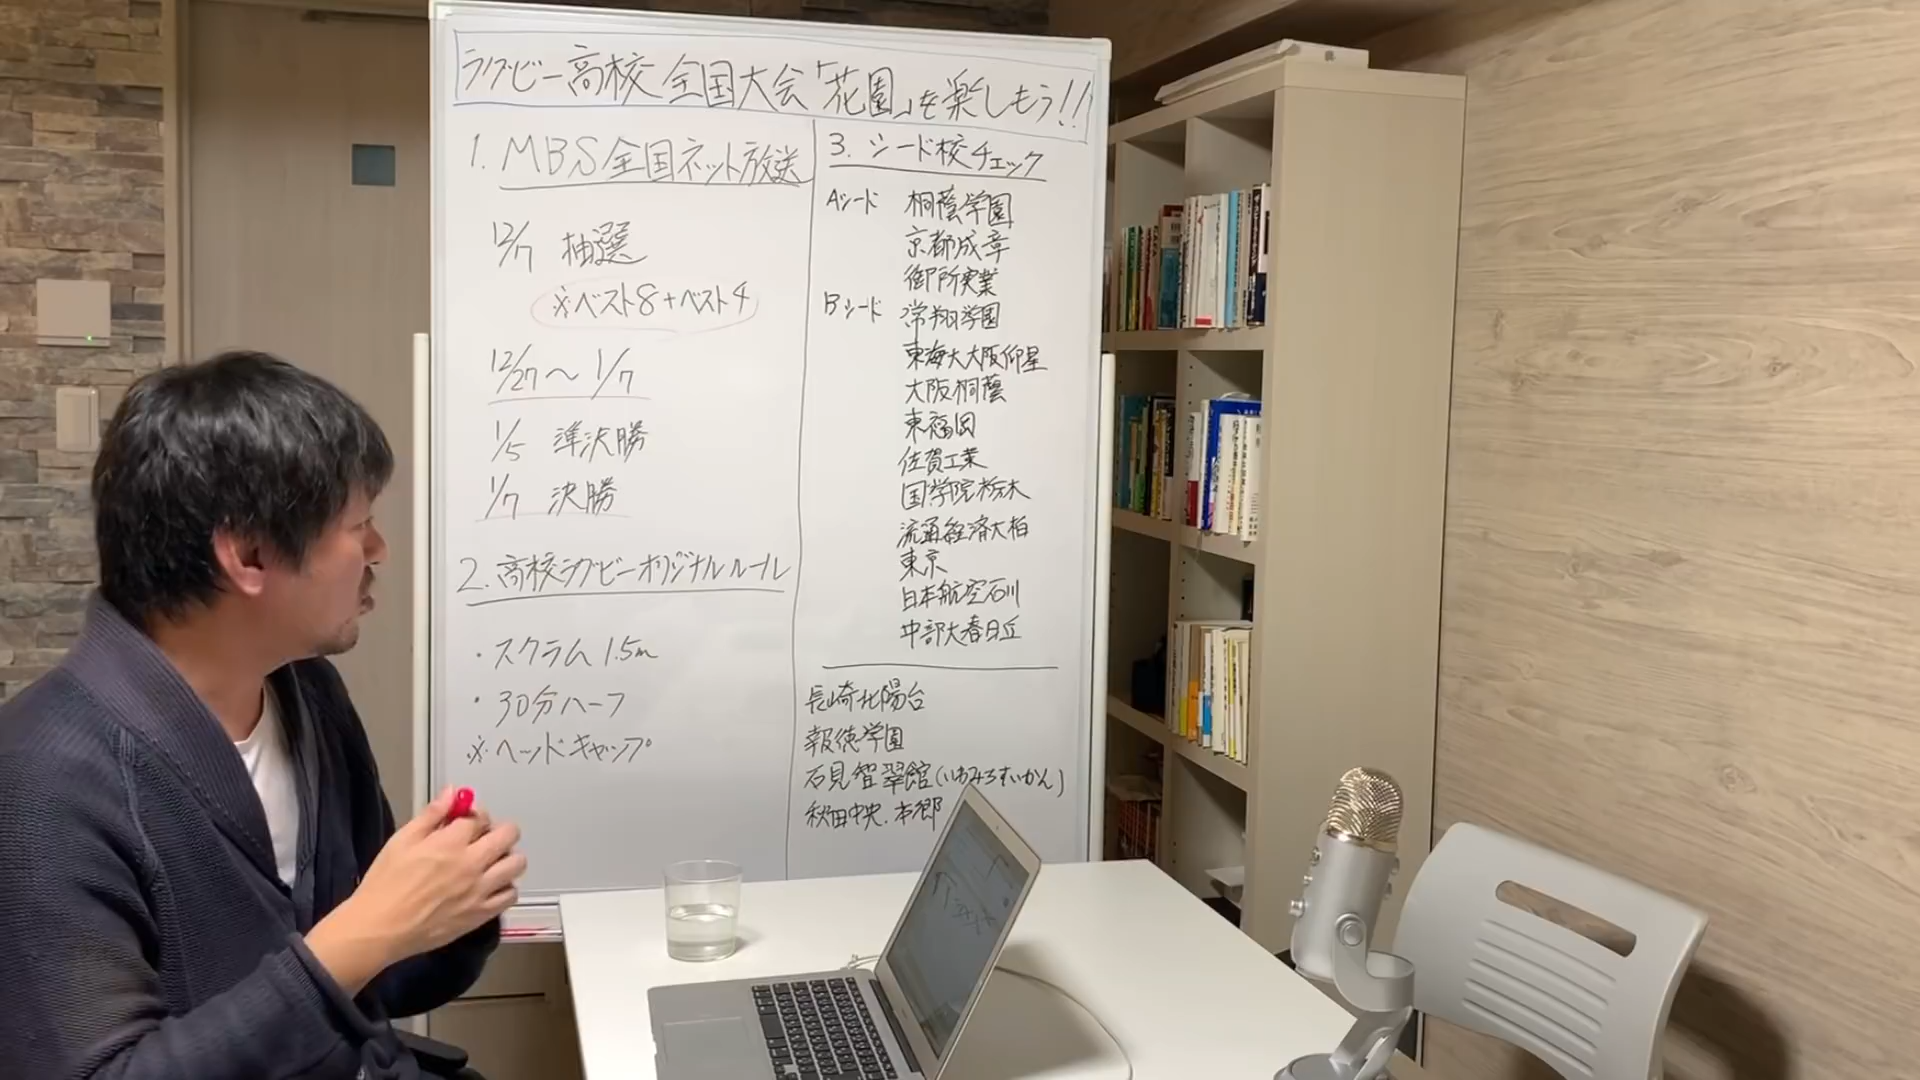 ラグビー高校全国大会「花園」を楽しもう!!
1. MBS全国ネット放送
12/7 抽選
※ベスト8+ベスト4
12/27〜1/7
1/5 準決勝
1/7 決勝
2. 高校ラグビーオリジナルルール
・スクラム1.5m
・30分ハーフ
※ヘッドキャップ
3. シード校チェック
Aシード 桐蔭学園
京都成章
御所実業
Bシード 常翔学園
東海大大阪仰星
大阪桐蔭
東福岡
佐賀工業
国学院栃木
流通経済大柏
東京
日本航空石川
中部大春日丘
長崎北陽台
報徳学園
石見智翠館(いわみちすいかん)
秋田中央.本郷